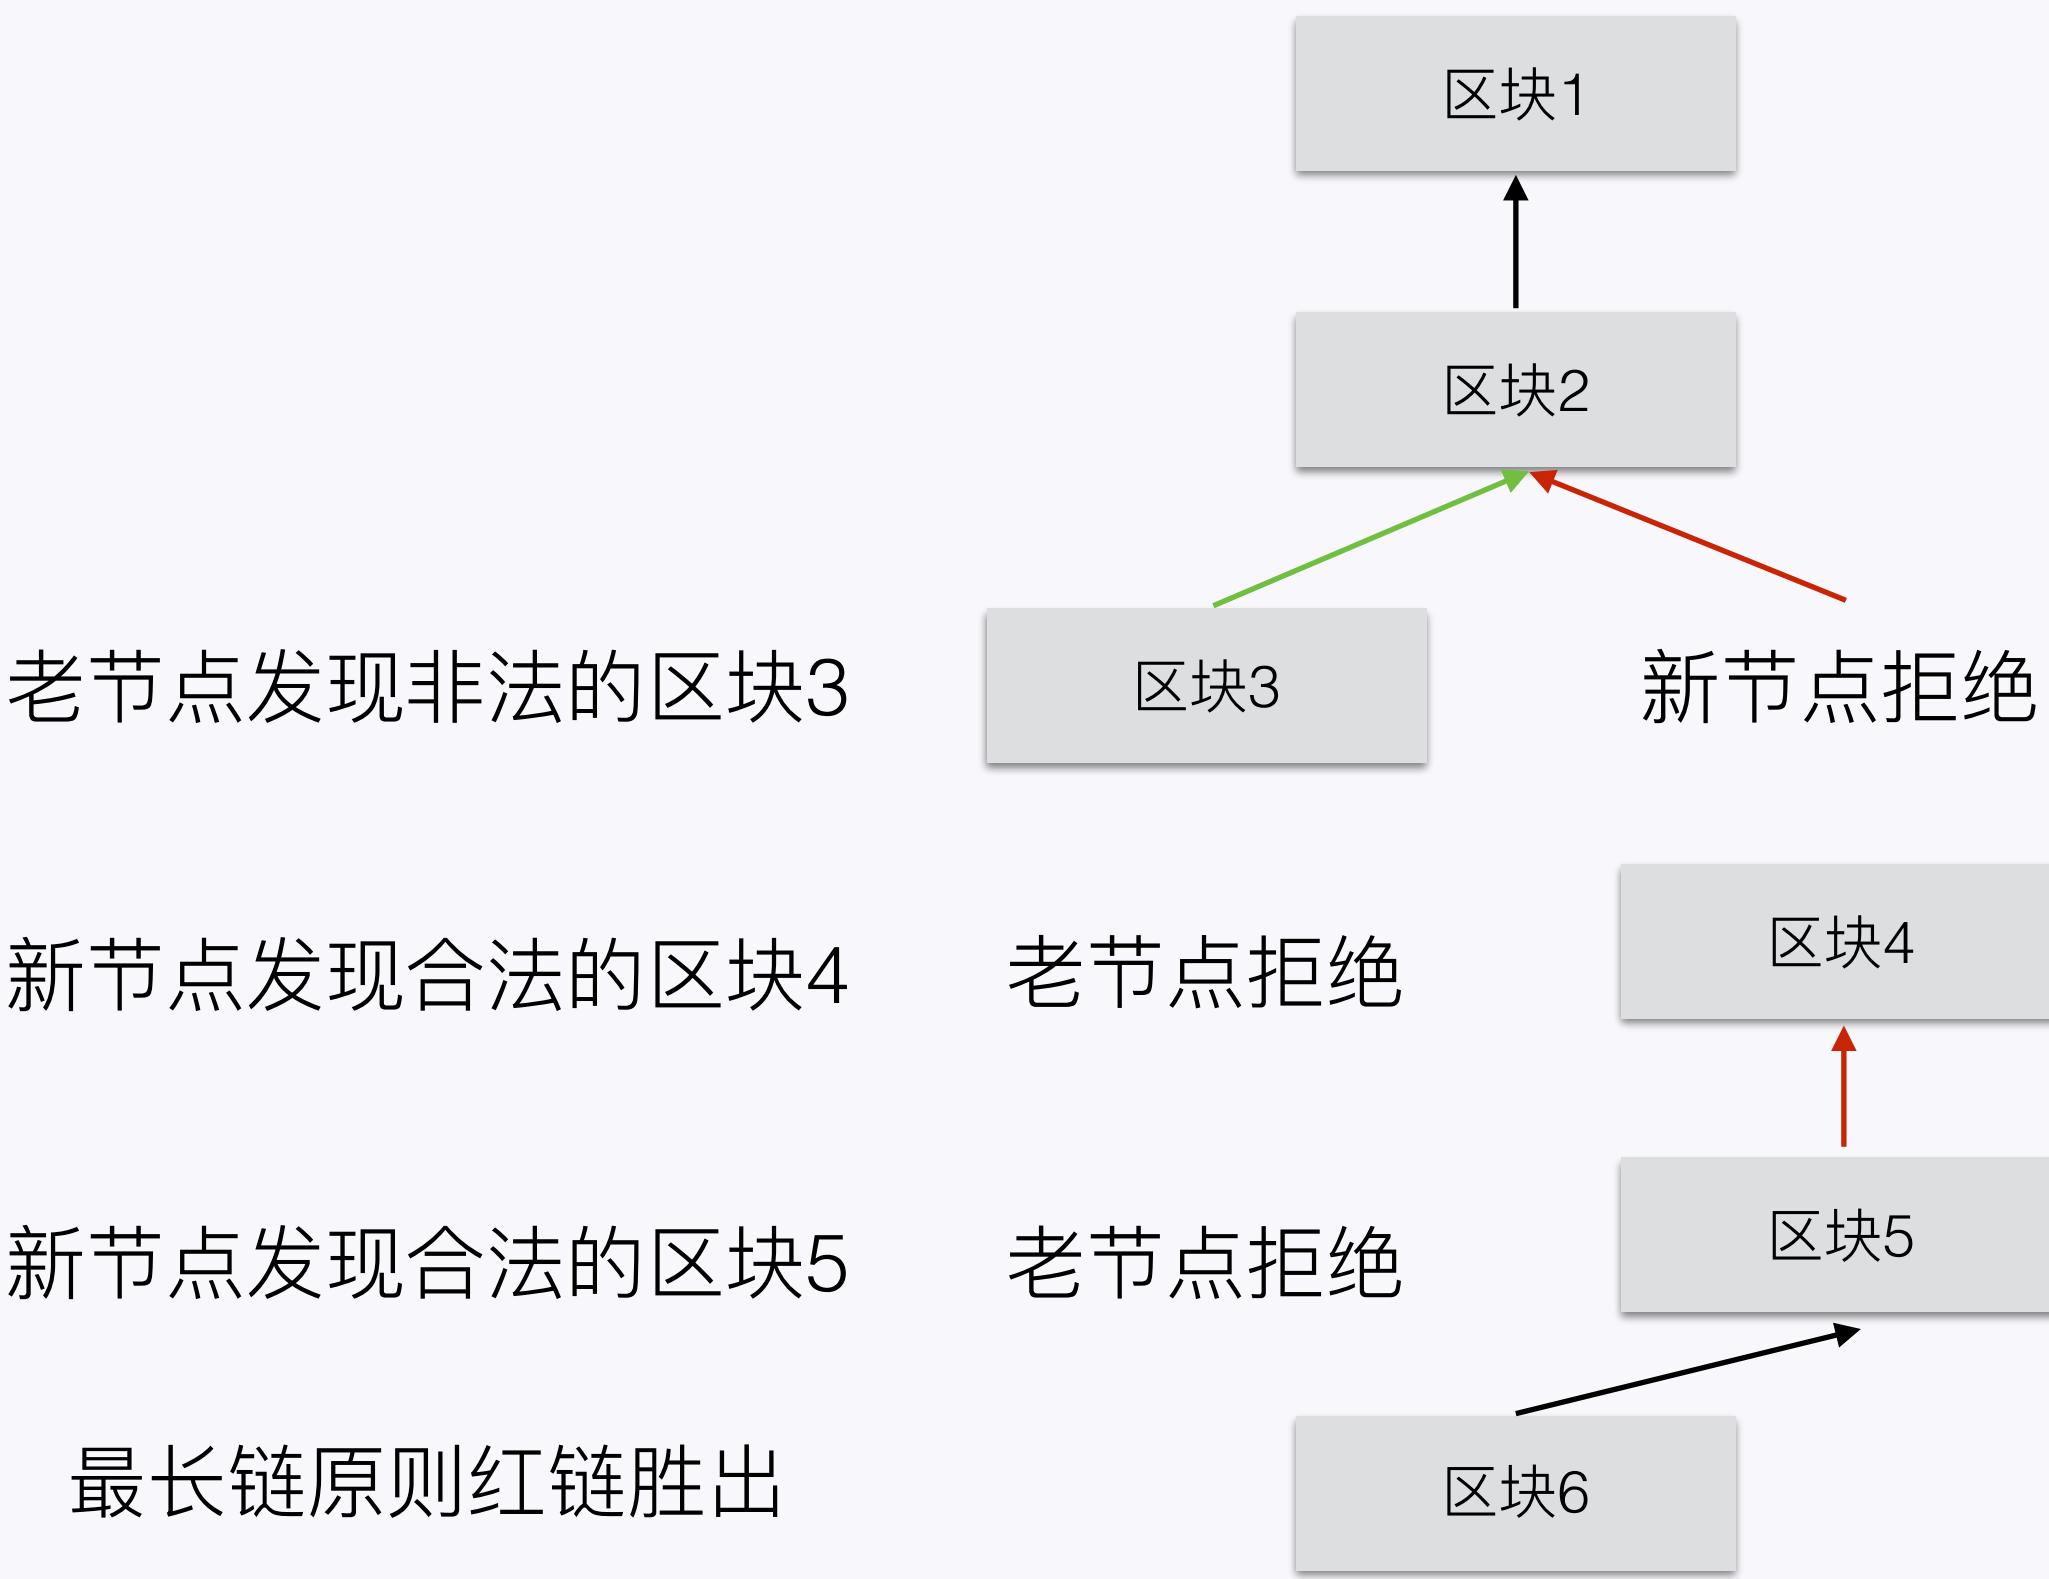 区块1
区块2
老节点发现非法的区块3
区块3
新节点拒绝
新节点发现合法的区块4
老节点拒绝
区块4
新节点发现合法的区块5
老节点拒绝
区块5
最长链原则红链胜出
区块6